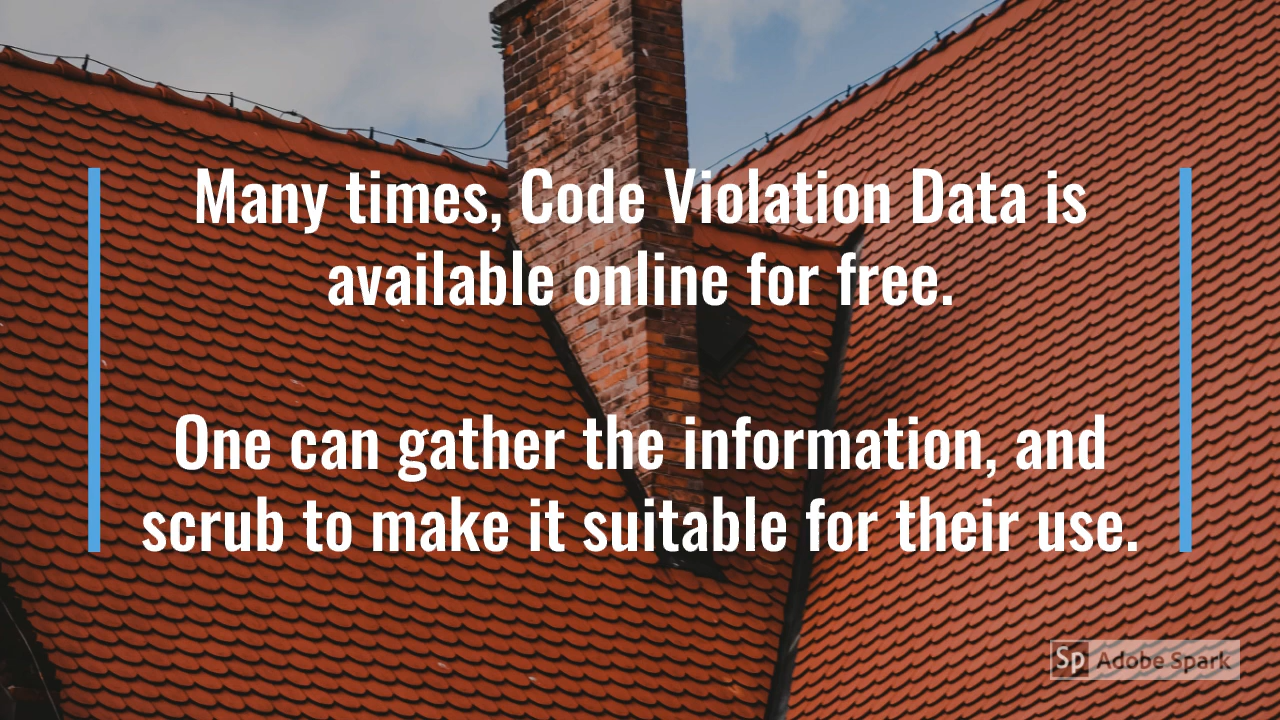 Many times, Code Violation Data is
available online for free.
One can gather the information, and
scrub to make it suitable for their use.
Sp Adobe Spark